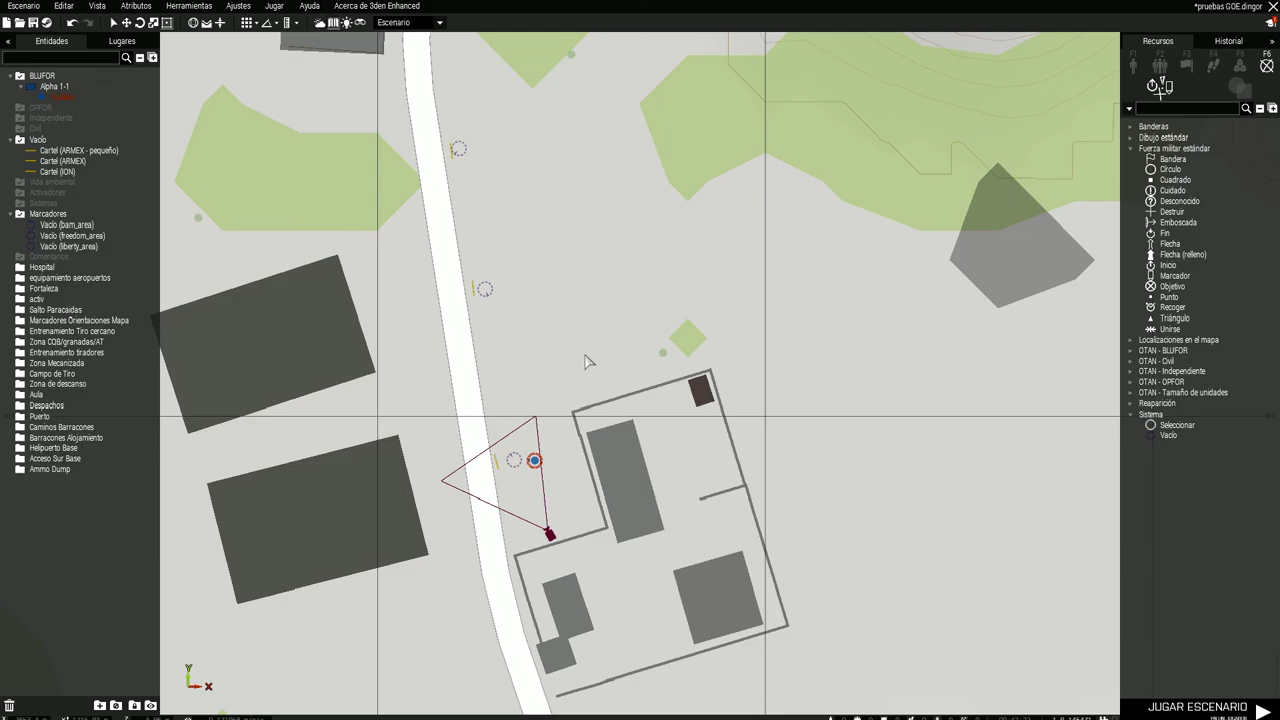 Escenario Editar Vista Atributos Herramientas Ajustes Jugar Ayuda Acerca de 3den Enhanced *pruebas GOE.dingor
Escenario
Entidades Lugares
BLUFOR
Alpha 1-1
OPFOR
Independiente
Civil
Vacío
Cartel (ARMEX - pequeño)
Cartel (ARMEX)
Cartel (ION)
Vida ambiental
Activadores
Sistemas
Marcadores
Vacío (bam_area)
Vacío (freedom_area)
Vacío (liberty_area)
Comentarios
Hospital
equipamiento aeropuertos
Fortaleza
activ
Salto Paracaidas
Marcadores Orientaciones Mapa
Entrenamiento Tiro cercano
Zona CQB/granadas/AT
Entrenamiento tiradores
Zona Mecanizada
Campo de Tiro
Zona de descanso
Aula
Despachos
Puerto
Caminos Barracones
Barracones Alojamiento
Helipuerto Base
Acceso Sur Base
Ammo Dump
Y
X
Recursos Historial
F1 F2 F3 F4 F5 F6
Banderas
Dibujo estándar
Fuerza militar estándar
Bandera
Círculo
Cuadrado
Cuidado
Desconocido
Destruir
Emboscada
Fin
Flecha
Flecha (relleno)
Inicio
Marcador
Objetivo
Punto
Recoger
Triángulo
Unirse
Localizaciones en el mapa
OTAN - BLUFOR
OTAN - Civil
OTAN - Independiente
OTAN - OPFOR
OTAN - Tamaño de unidades
Reaparición
Sistema
Seleccionar
Vacío
JUGAR ESCENARIO